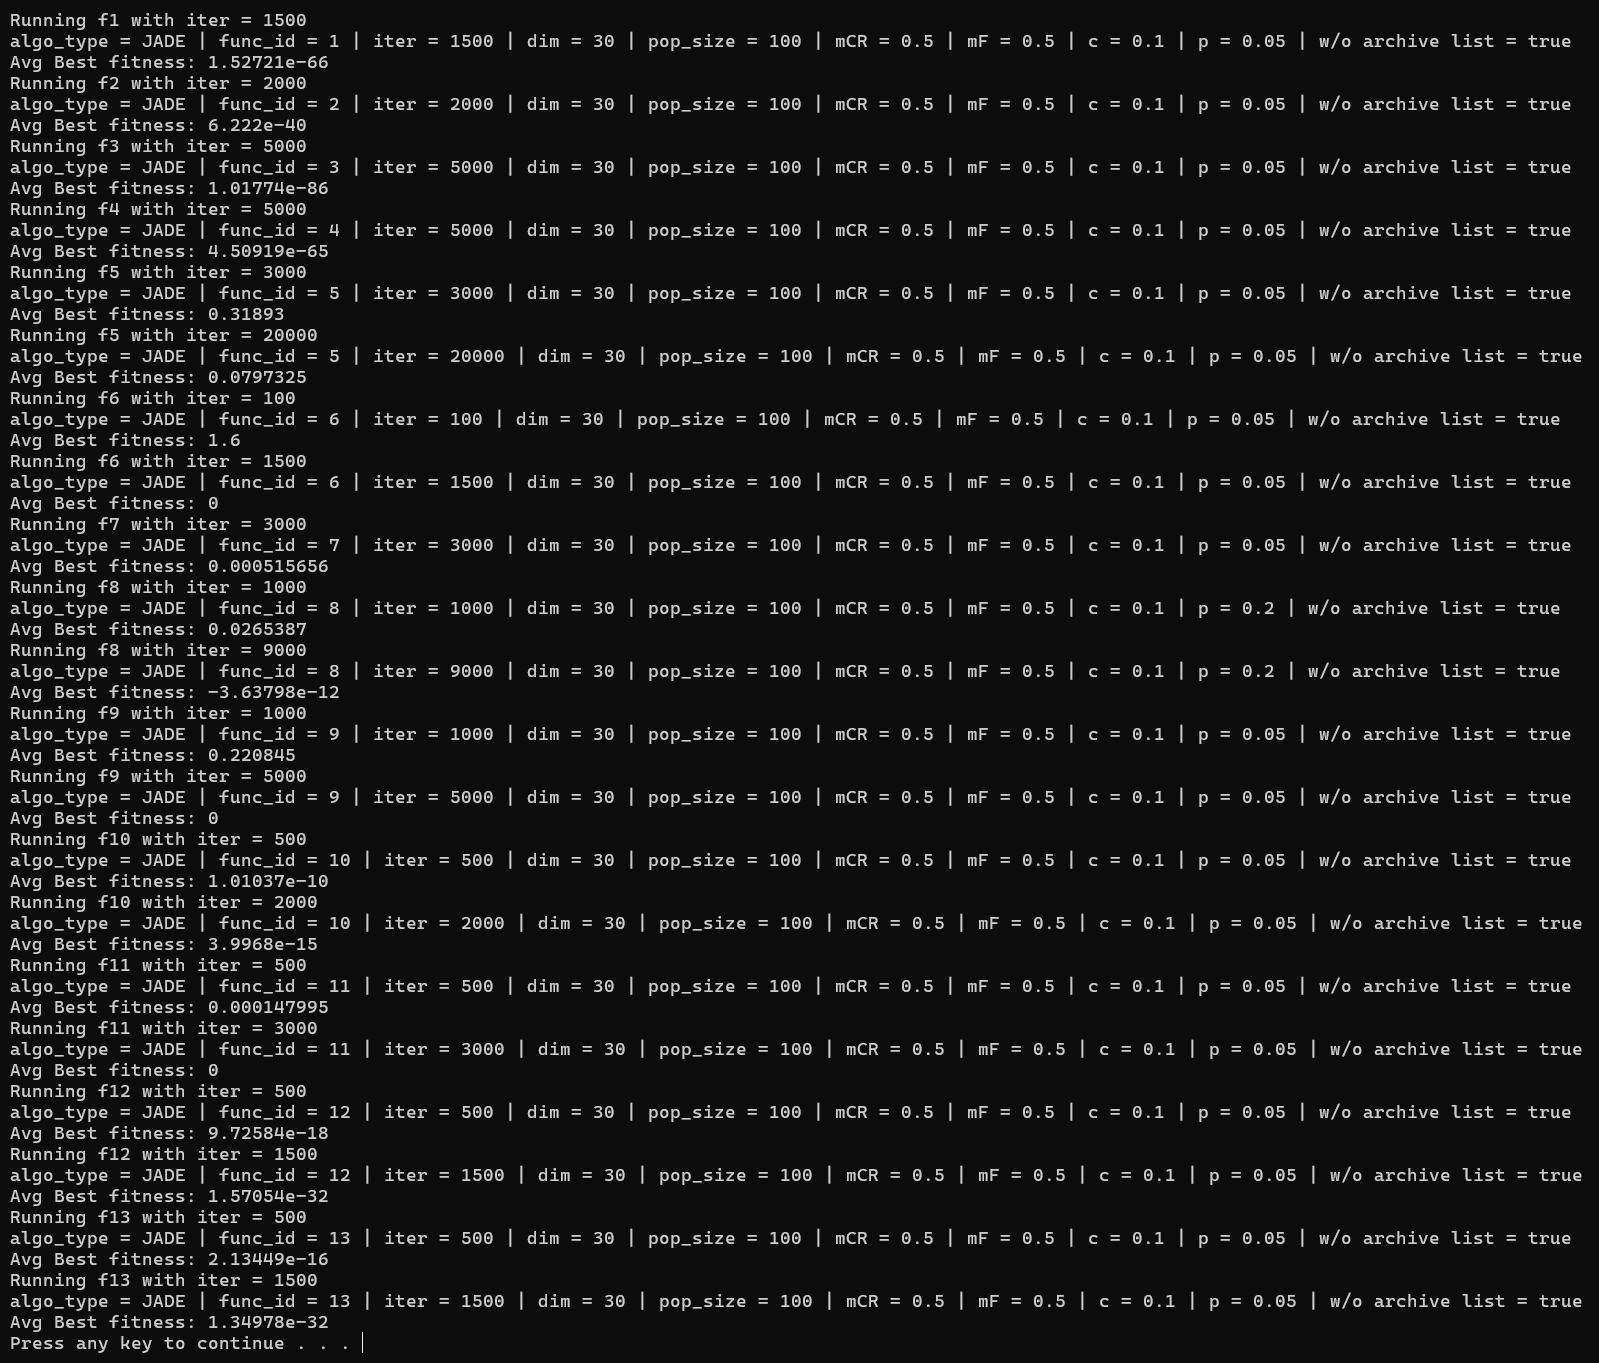 Running f1 with iter = 1500
algo_type = JADE | func_id = 1 | iter = 1500 | dim = 30 | pop_size = 100 | mCR = 0.5 | mF = 0.5 | c = 0.1 | p = 0.05 | w/o archive list = true
Avg Best fitness: 1.52721e-66
Running f2 with iter = 2000
algo_type = JADE | func_id = 2 | iter = 2000 | dim = 30 | pop_size = 100 | mCR = 0.5 | mF = 0.5 | c = 0.1 | p = 0.05 | w/o archive list = true
Avg Best fitness: 6.222e-40
Running f3 with iter = 5000
algo_type = JADE | func_id = 3 | iter = 5000 | dim = 30 | pop_size = 100 | mCR = 0.5 | mF = 0.5 | c = 0.1 | p = 0.05 | w/o archive list = true
Avg Best fitness: 1.01774e-86
Running f4 with iter = 5000
algo_type = JADE | func_id = 4 | iter = 5000 | dim = 30 | pop_size = 100 | mCR = 0.5 | mF = 0.5 | c = 0.1 | p = 0.05 | w/o archive list = true
Avg Best fitness: 4.50919e-65
Running f5 with iter = 3000
algo_type = JADE | func_id = 5 | iter = 3000 | dim = 30 | pop_size = 100 | mCR = 0.5 | mF = 0.5 | c = 0.1 | p = 0.05 | w/o archive list = true
Avg Best fitness: 0.31893
Running f5 with iter = 20000
algo_type = JADE | func_id = 5 | iter = 20000 | dim = 30 | pop_size = 100 | mCR = 0.5 | mF = 0.5 | c = 0.1 | p = 0.05 | w/o archive list = true
Avg Best fitness: 0.0797325
Running f6 with iter = 100
algo_type = JADE | func_id = 6 | iter = 100 | dim = 30 | pop_size = 100 | mCR = 0.5 | mF = 0.5 | c = 0.1 | p = 0.05 | w/o archive list = true
Avg Best fitness: 1.6
Running f6 with iter = 1500
algo_type = JADE | func_id = 6 | iter = 1500 | dim = 30 | pop_size = 100 | mCR = 0.5 | mF = 0.5 | c = 0.1 | p = 0.05 | w/o archive list = true
Avg Best fitness: 0
Running f7 with iter = 3000
algo_type = JADE | func_id = 7 | iter = 3000 | dim = 30 | pop_size = 100 | mCR = 0.5 | mF = 0.5 | c = 0.1 | p = 0.05 | w/o archive list = true
Avg Best fitness: 0.000515656
Running f8 with iter = 1000
algo_type = JADE | func_id = 8 | iter = 1000 | dim = 30 | pop_size = 100 | mCR = 0.5 | mF = 0.5 | c = 0.1 | p = 0.2 | w/o archive list = true
Avg Best fitness: 0.0265387
Running f8 with iter = 9000
algo_type = JADE | func_id = 8 | iter = 9000 | dim = 30 | pop_size = 100 | mCR = 0.5 | mF = 0.5 | c = 0.1 | p = 0.2 | w/o archive list = true
Avg Best fitness: -3.63798e-12
Running f9 with iter = 1000
algo_type = JADE | func_id = 9 | iter = 1000 | dim = 30 | pop_size = 100 | mCR = 0.5 | mF = 0.5 | c = 0.1 | p = 0.05 | w/o archive list = true
Avg Best fitness: 0.220845
Running f9 with iter = 5000
algo_type = JADE | func_id = 9 | iter = 5000 | dim = 30 | pop_size = 100 | mCR = 0.5 | mF = 0.5 | c = 0.1 | p = 0.05 | w/o archive list = true
Avg Best fitness: 0
Running f10 with iter = 500
algo_type = JADE | func_id = 10 | iter = 500 | dim = 30 | pop_size = 100 | mCR = 0.5 | mF = 0.5 | c = 0.1 | p = 0.05 | w/o archive list = true
Avg Best fitness: 1.01037e-10
Running f10 with iter = 2000
algo_type = JADE | func_id = 10 | iter = 2000 | dim = 30 | pop_size = 100 | mCR = 0.5 | mF = 0.5 | c = 0.1 | p = 0.05 | w/o archive list = true
Avg Best fitness: 3.9968e-15
Running f11 with iter = 500
algo_type = JADE | func_id = 11 | iter = 500 | dim = 30 | pop_size = 100 | mCR = 0.5 | mF = 0.5 | c = 0.1 | p = 0.05 | w/o archive list = true
Avg Best fitness: 0.000147995
Running f11 with iter = 3000
algo_type = JADE | func_id = 11 | iter = 3000 | dim = 30 | pop_size = 100 | mCR = 0.5 | mF = 0.5 | c = 0.1 | p = 0.05 | w/o archive list = true
Avg Best fitness: 0
Running f12 with iter = 500
algo_type = JADE | func_id = 12 | iter = 500 | dim = 30 | pop_size = 100 | mCR = 0.5 | mF = 0.5 | c = 0.1 | p = 0.05 | w/o archive list = true
Avg Best fitness: 9.72584e-18
Running f12 with iter = 1500
algo_type = JADE | func_id = 12 | iter = 1500 | dim = 30 | pop_size = 100 | mCR = 0.5 | mF = 0.5 | c = 0.1 | p = 0.05 | w/o archive list = true
Avg Best fitness: 1.57054e-32
Running f13 with iter = 500
algo_type = JADE | func_id = 13 | iter = 500 | dim = 30 | pop_size = 100 | mCR = 0.5 | mF = 0.5 | c = 0.1 | p = 0.05 | w/o archive list = true
Avg Best fitness: 2.13449e-16
Running f13 with iter = 1500
algo_type = JADE | func_id = 13 | iter = 1500 | dim = 30 | pop_size = 100 | mCR = 0.5 | mF = 0.5 | c = 0.1 | p = 0.05 | w/o archive list = true
Avg Best fitness: 1.34978e-32
Press any key to continue . . .